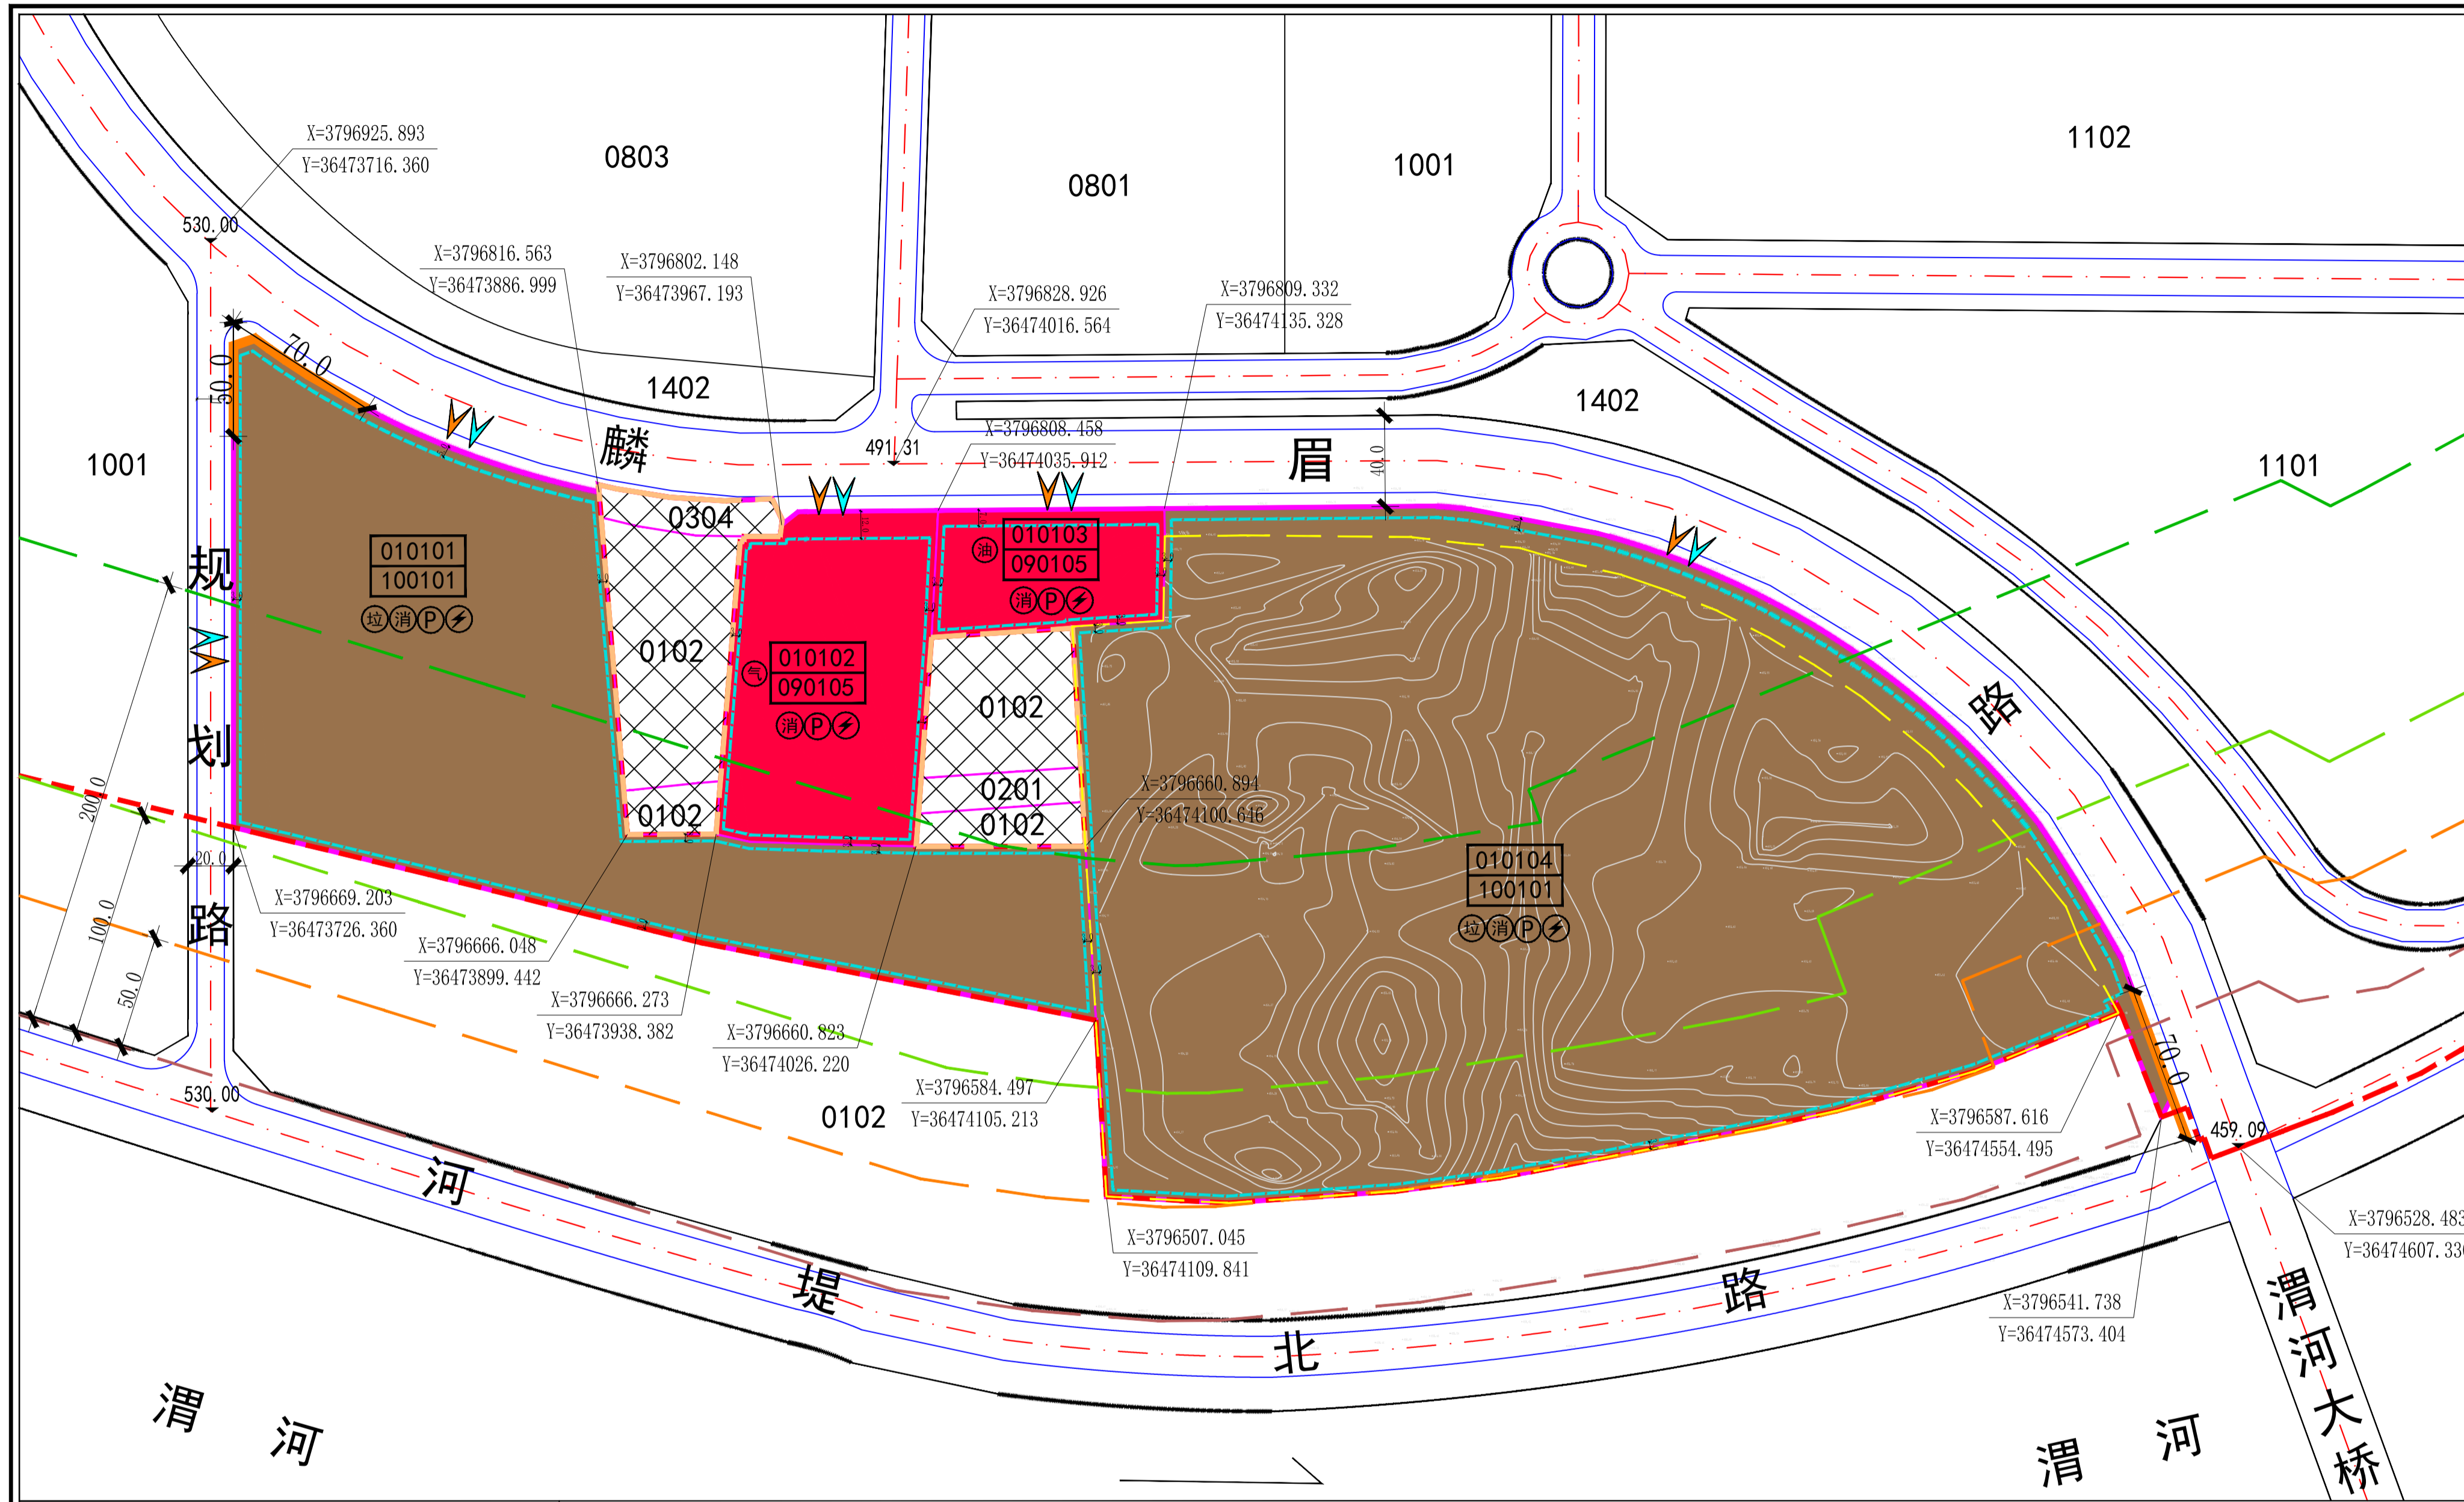 X=3796925.893
Y=36473716.360
0803
0801
1001
1102
530.00
X=3796816.563
Y=36473886.999
X=3796802.148
Y=36473967.193
X=3796828.926
Y=36474016.564
X=3796809.332
Y=36474135.328
70.0
50.0
1402
1402
1001
麟
491.31
X=3796808.458
Y=36474035.912
眉
40.0
1101
规
划
路
0304
010101
100101
垃 消 P
0102
油
010103
090105
消 P
气
010102
090105
消 P
0102
路
200.0
100.0
50.0
20.0
0102
0201
0102
X=3796660.894
Y=36474100.646
010104
100101
垃 消 P
X=3796669.203
Y=36473726.360
X=3796666.048
Y=36473899.442
X=3796666.273
Y=36473938.382
X=3796660.823
Y=36474026.220
X=3796584.497
Y=36474105.213
0102
530.00
70.0
X=3796587.616
Y=36474554.495
459.09
河
堤
北
路
X=3796507.045
Y=36474109.841
X=3796528.483
Y=36474607.33
X=3796541.738
Y=36474573.404
渭河大桥
渭 河
渭 河